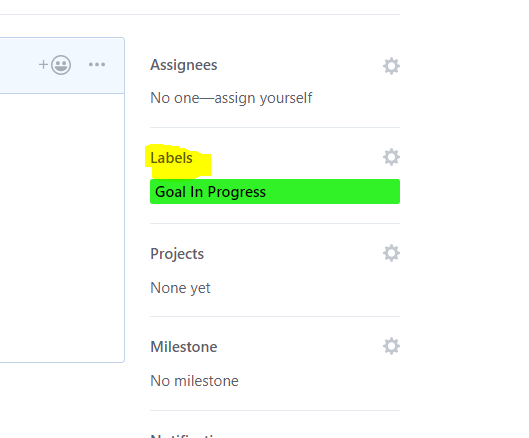 Assignees
No one—assign yourself
Labels
Goal In Progress
Projects
None yet
Milestone
No milestone